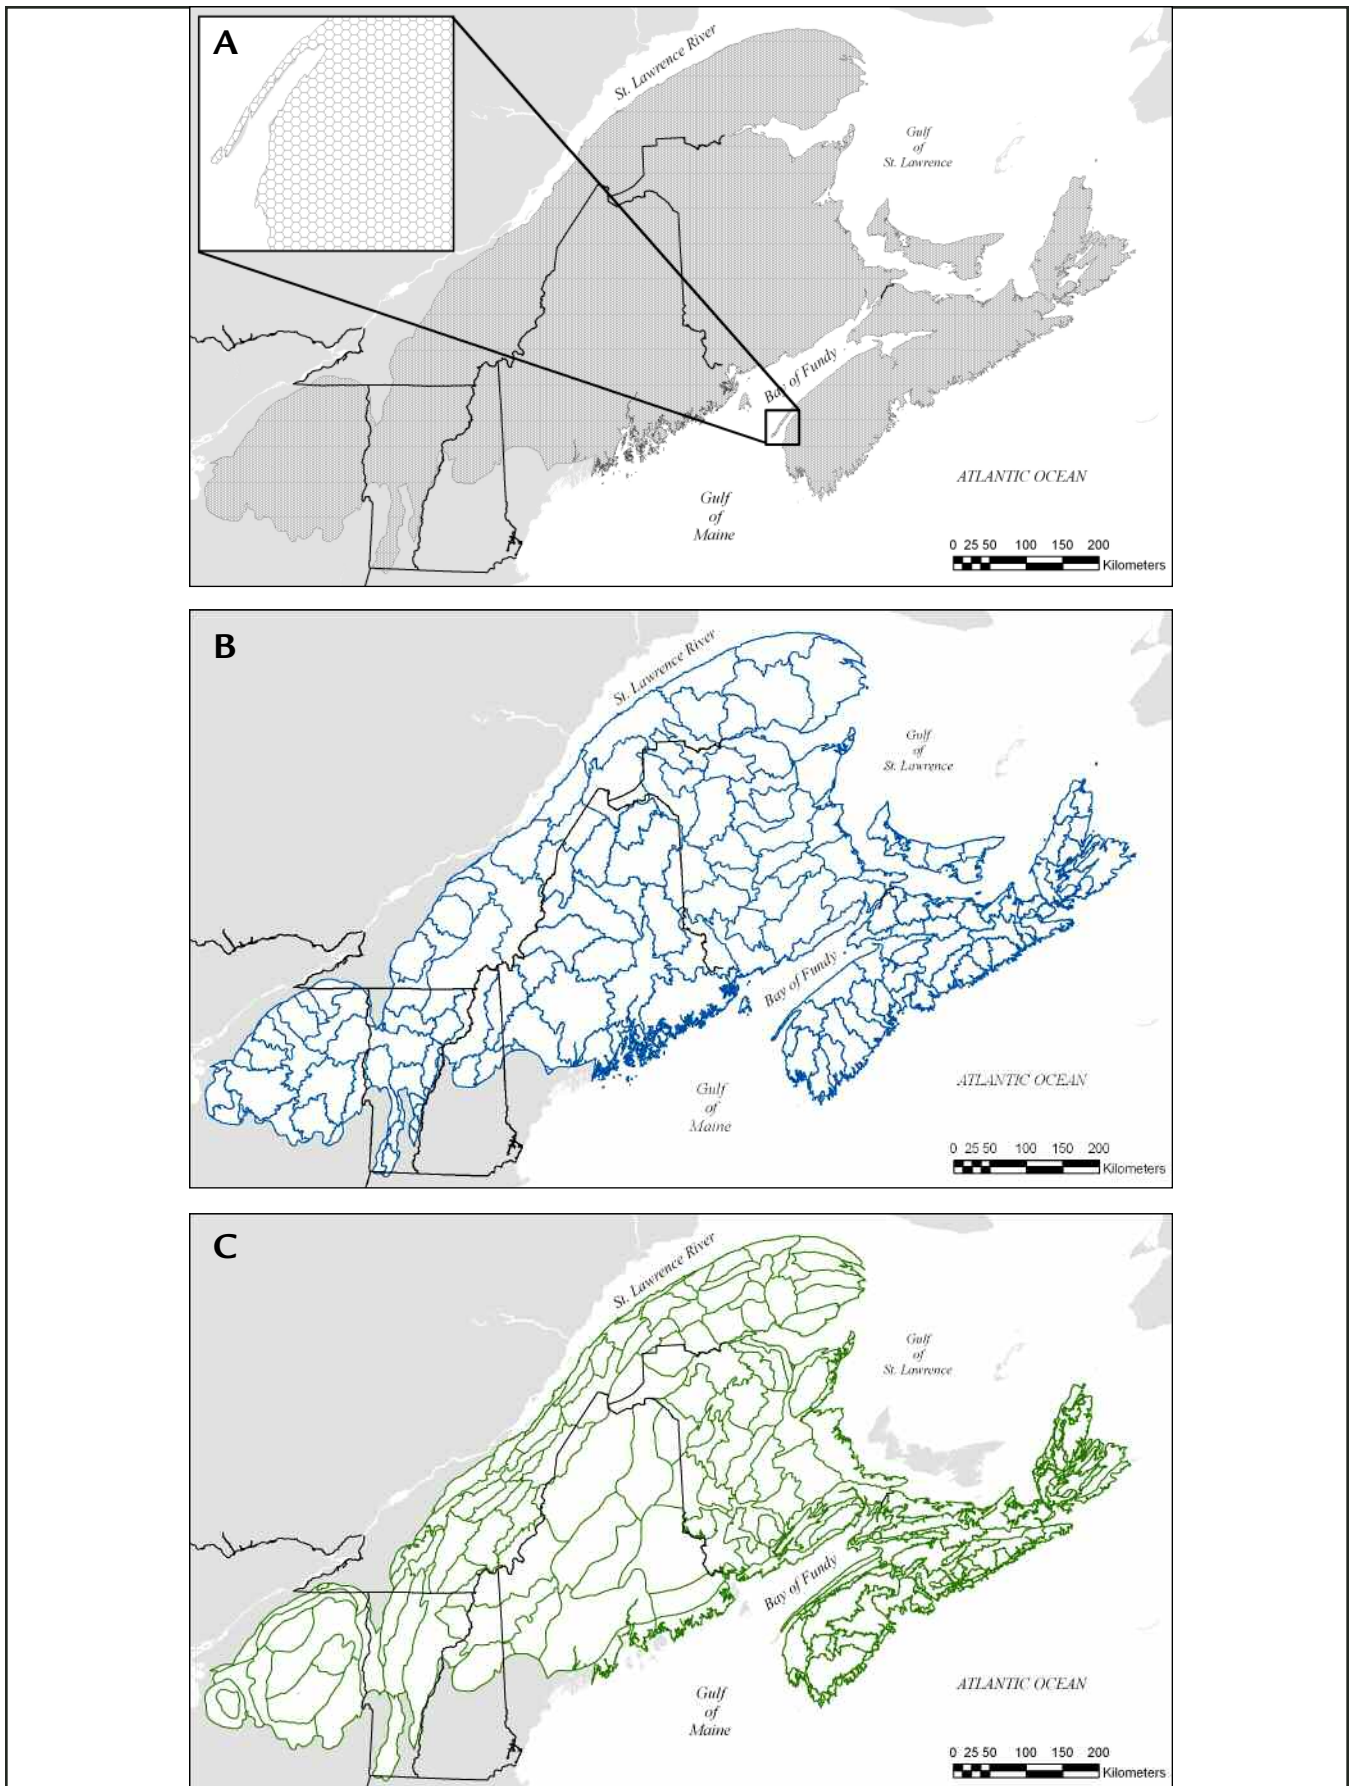 A
St. Lawrence River
Gulf
of
St. Lawrence
Bay of Fundy
ATLANTIC OCEAN
Gulf
of
Maine
0 25 50 100 150 200
Kilometers
B
St. Lawrence River
Gulf
of
St. Lawrence
Bay of Fundy
ATLANTIC OCEAN
Gulf
of
Maine
0 25 50 100 150 200
Kilometers
C
St. Lawrence River
Gulf
of
St. Lawrence
Bay of Fundy
ATLANTIC OCEAN
Gulf
of
Maine
0 25 50 100 150 200
Kilometers